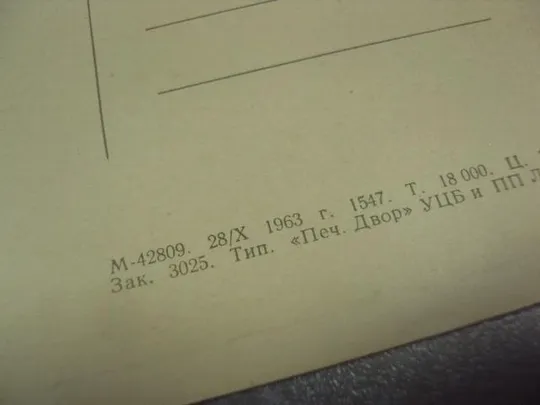 М-42809. 28/X 1963 г. 1547. Т. 18 000. Ц.
Зак. 3025. Тип. «Печ. Двор» УЦБ и ПП Л